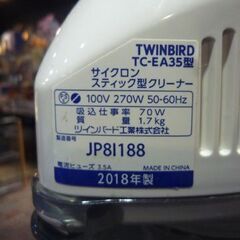 TWINBIRD
TC-EA35型
サイクロン
スティック型クリーナー
100V 270W 50-60Hz
吸込仕事率 70W
質量 1.7kg
ツインバード工業株式会社
製造番号 MADE IN CHINA
JP8I188
電流ヒューズ 3.5A
2018年製